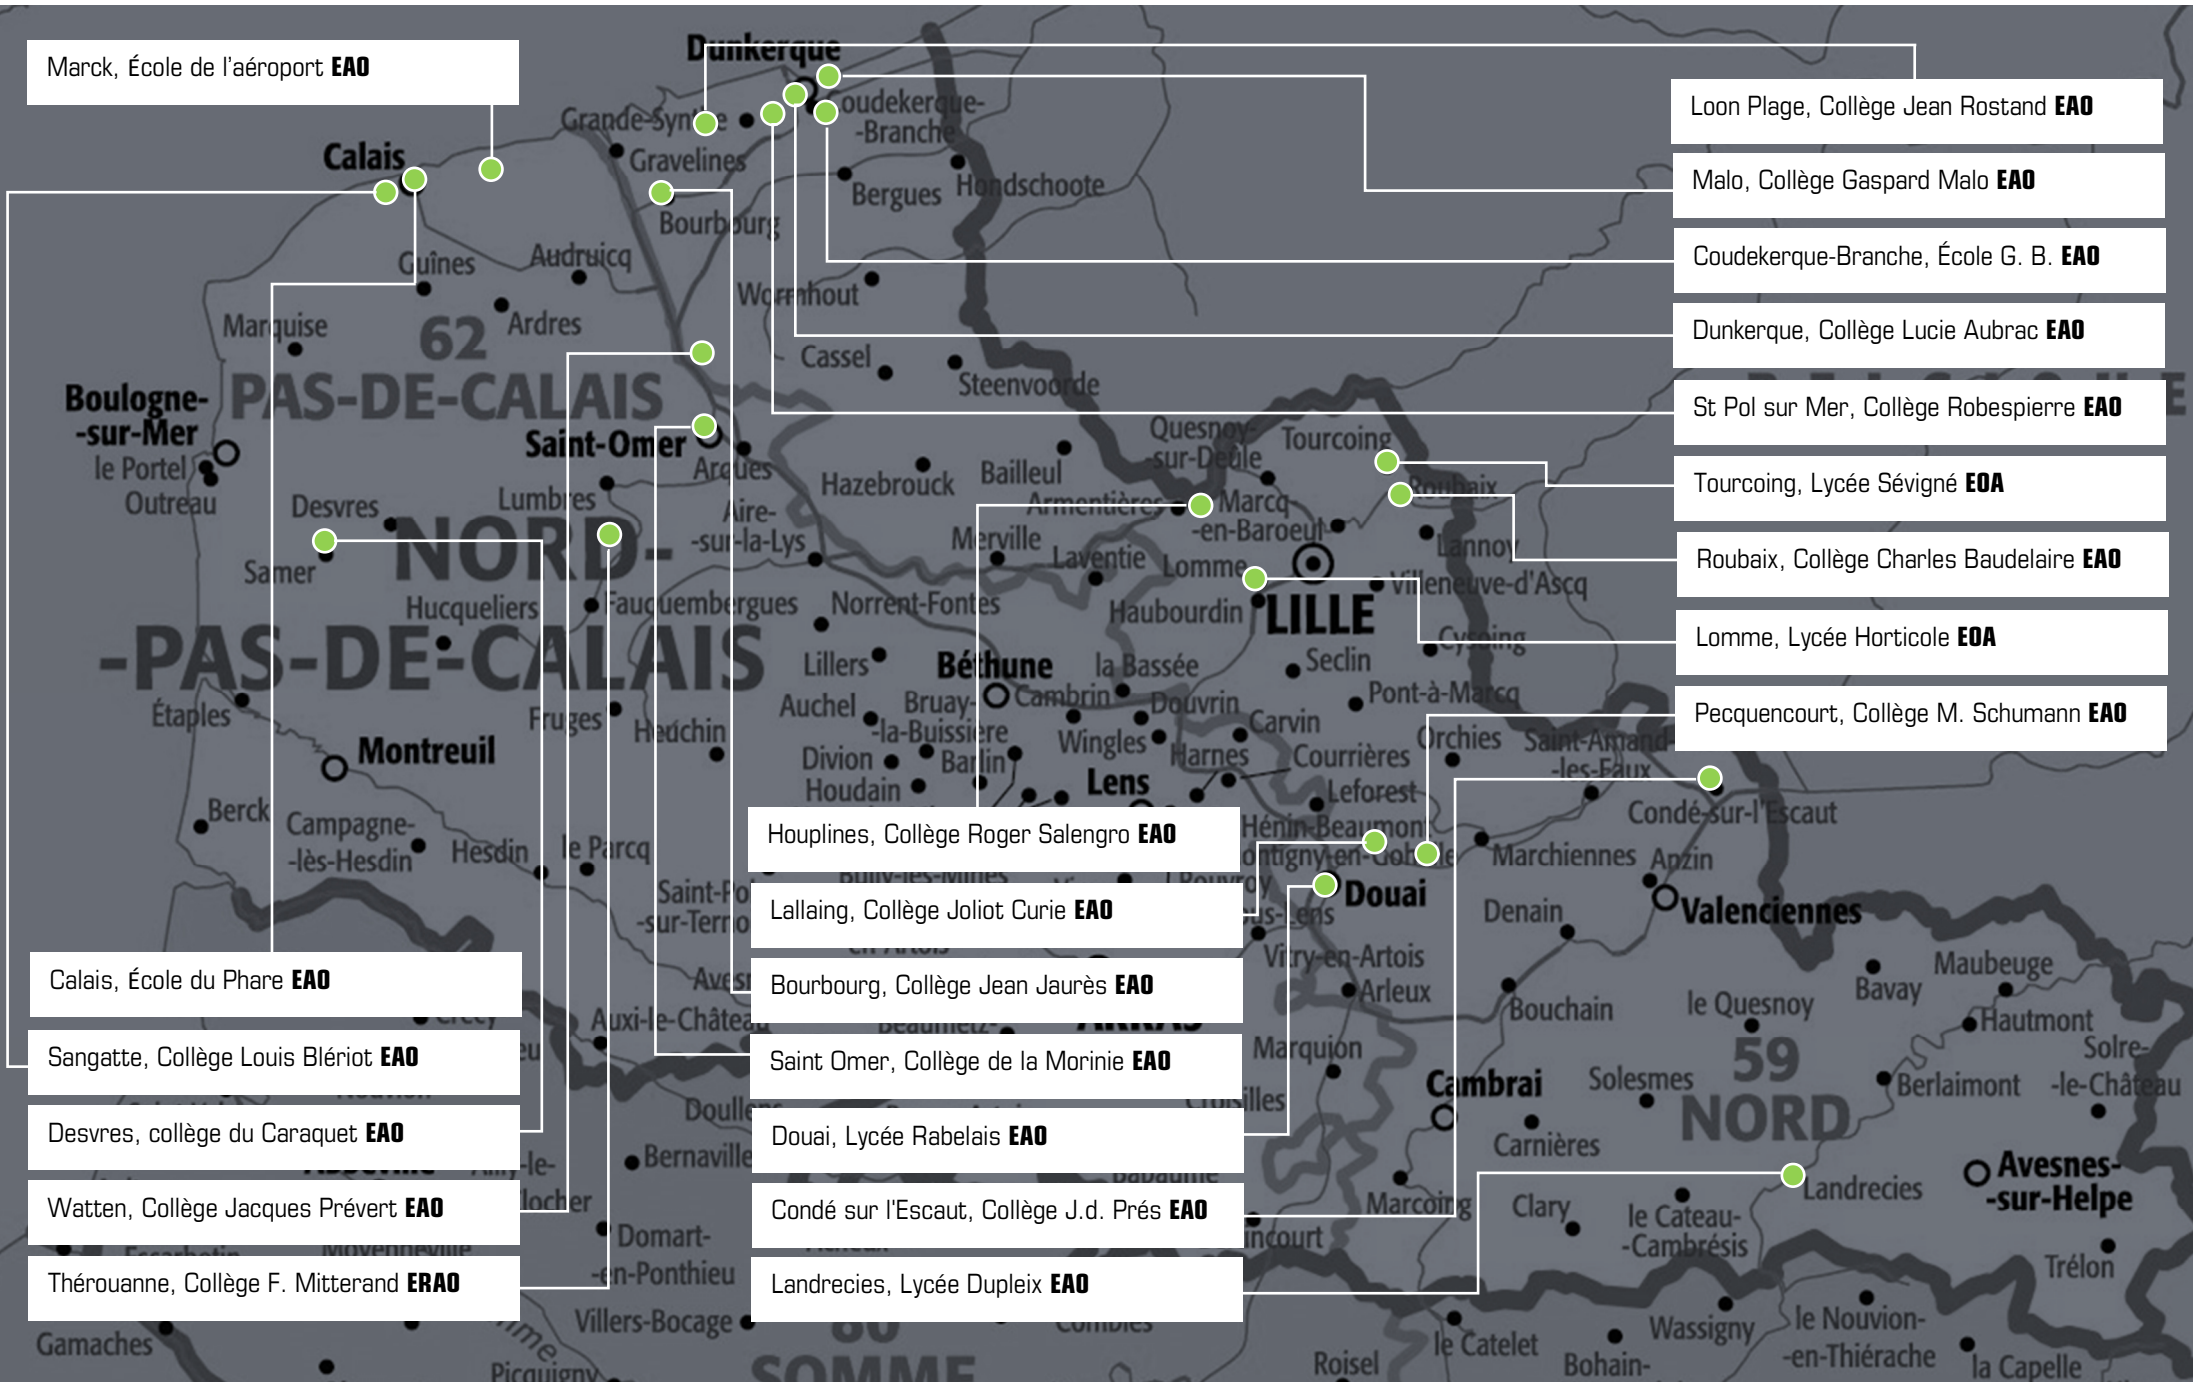 Marck, École de l'aéroport EAO
Loon Plage, Collège Jean Rostand EAO
Malo, Collège Gaspard Malo EAO
Coudekerque-Branche, École G. B. EAO
Dunkerque, Collège Lucie Aubrac EAO
St Pol sur Mer, Collège Robespierre EAO
Tourcoing, Lycée Sévigné EOA
Roubaix, Collège Charles Baudelaire EAO
Lomme, Lycée Horticole EOA
Pecquencourt, Collège M. Schumann EAO
Houplines, Collège Roger Salengro EAO
Lallaing, Collège Joliot Curie EAO
Bourbourg, Collège Jean Jaurès EAO
Saint Omer, Collège de la Morinie EAO
Douai, Lycée Rabelais EAO
Condé sur l'Escaut, Collège J.d. Prés EAO
Landrecies, Lycée Dupleix EAO
Calais, École du Phare EAO
Sangatte, Collège Louis Blériot EAO
Desvres, collège du Caraquet EAO
Watten, Collège Jacques Prévert EAO
Thérouanne, Collège F. Mitterand ERAO
Dunkerque
Coudekerque-
-Branche
Grande-Synthe
Gravelines
Calais
Bergues
Hondschoote
Bourbourg
Guînes
Audruicq
Ardres
Wormhout
Marquise
62
PAS-DE-CALAIS
Cassel
Steenvoorde
Boulogne-
-sur-Mer
le Portel
Outreau
Saint-Omer
Arques
Quesnoy-
-sur-Deûle
Tourcoing
Roubaix
Hazebrouck
Bailleul
Armentières
Marcq-
-en-Baroeul
Lannoy
Desvres
Lumbres
Aire-
-sur-la-Lys
Merville
Laventie
Lomme
Villeneuve-d'Ascq
Samer
NORD-
-PAS-DE-CALAIS
Hucqueliers
Fauquembergues
Norrent-Fontes
Haubourdin
LILLE
Cysoing
Lillers
Béthune
la Bassée
Seclin
Étaples
Fruges
Heuchin
Auchel
Bruay-
-la-Buissière
Cambrin
Douvrin
Pont-à-Marcq
Montreuil
Divion
Barlin
Wingles
Harnes
Carvin
Courrières
Orchies
Saint-Amand-
-les-Eaux
Houdain
Lens
Leforest
Condé-sur-l'Escaut
Berck
Campagne-
-lès-Hesdin
Hesdin
le Parcq
Hénin-Beaumont
Marchiennes
Anzin
Douai
Denain
Valenciennes
Vitry-en-Artois
Arleux
Bouchain
le Quesnoy
Bavay
Maubeuge
Hautmont
Solre-
-le-Château
Auxi-le-Château
ARRAS
Marquion
Cambrai
Solesmes
59
NORD
Berlaimont
Carnières
Doullens
Bernaville
Marcoing
Clary
le Cateau-
-Cambrésis
Landrecies
Avesnes-
-sur-Helpe
Trélon
Domart-
-en-Ponthieu
Villers-Bocage
80
SOMME
Gamaches
Picquigny
Roisel
le Catelet
Bohain-
Wassigny
le Nouvion-
-en-Thiérache
la Capelle